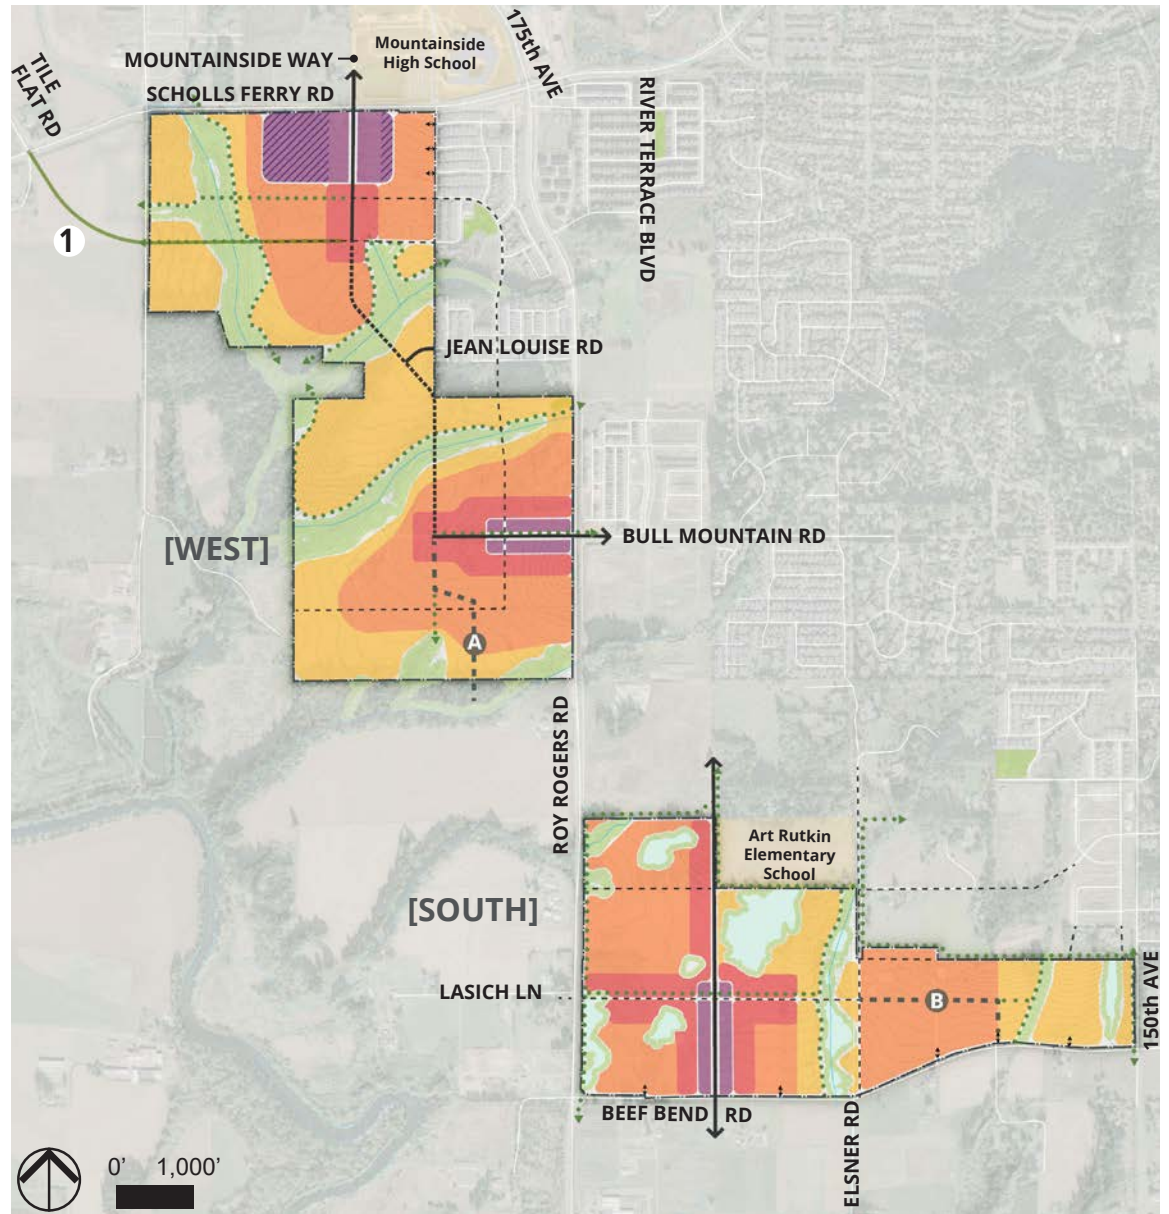 175th AVE
Mountainside
High School
MOUNTAINSIDE WAY
SCHOLLS FERRY RD
TILE
FLAT RD
RIVER TERRACE BLVD
1
JEAN LOUISE RD
[WEST]
BULL MOUNTAIN RD
A
ROY ROGERS RD
Art Rutkin
Elementary
School
[SOUTH]
LASICH LN
B
150th AVE
BEEF BEND RD
ELSNER RD
0' 1,000'